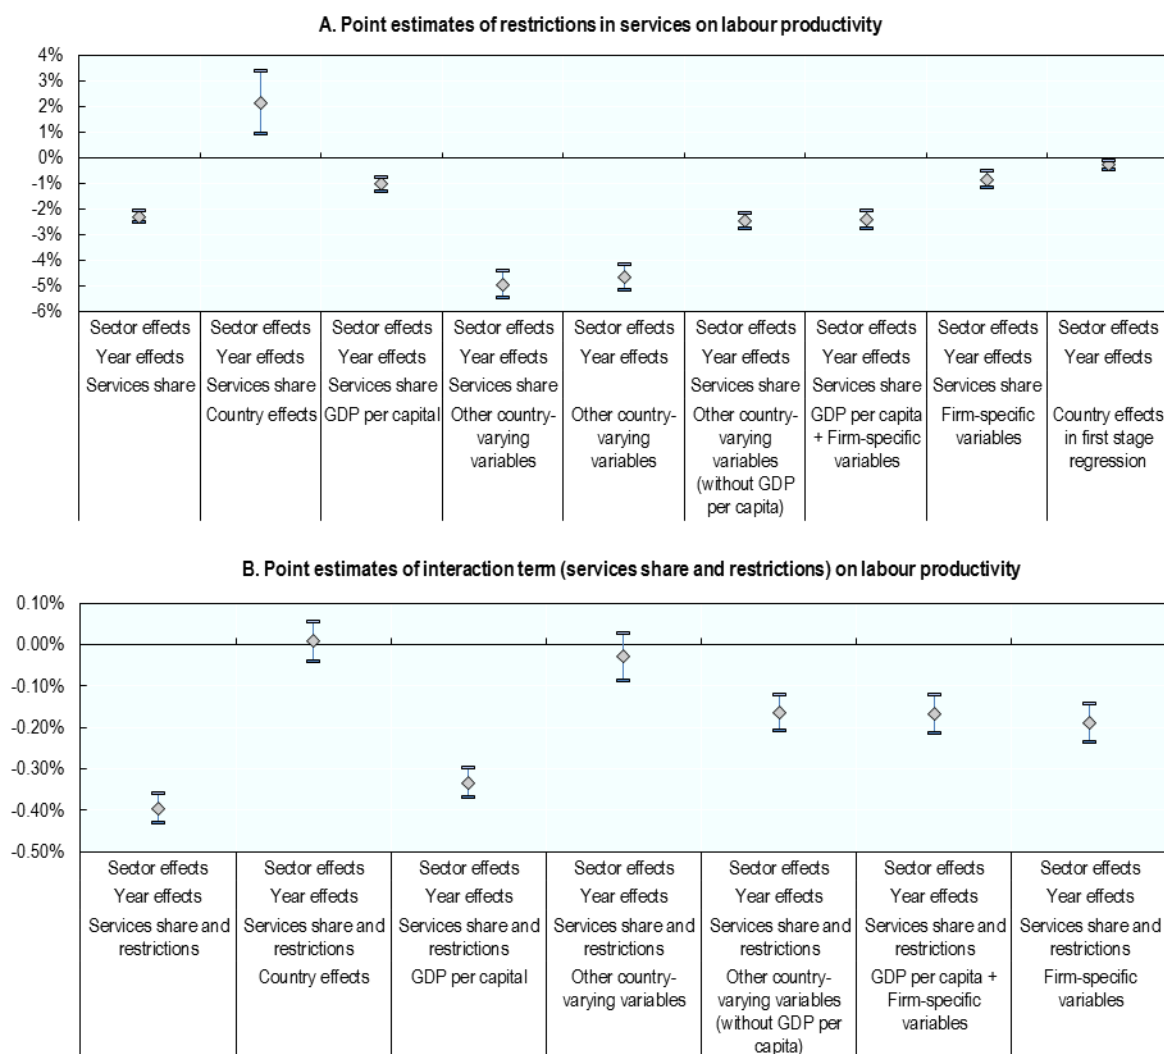 A. Point estimates of restrictions in services on labour productivity
4%
3%
2%
1%
0%
-1%
-2%
-3%
-4%
-5%
-6%
Sector effects
Year effects
Services share
Sector effects
Year effects
Services share
Country effects
Sector effects
Year effects
Services share
GDP per capital
Sector effects
Year effects
Services share
Other country-
varying
variables
Sector effects
Year effects
Other country-
varying
variables
Sector effects
Year effects
Services share
Other country-
varying
variables
(without GDP
per capita)
Sector effects
Year effects
Services share
GDP per capita
+ Firm-specific
variables
Sector effects
Year effects
Services share
Firm-specific
variables
Sector effects
Year effects
Country effects
in first stage
regression
B. Point estimates of interaction term (services share and restrictions) on labour productivity
0.10%
0.00%
-0.10%
-0.20%
-0.30%
-0.40%
-0.50%
Sector effects
Year effects
Services share and
restrictions
Sector effects
Year effects
Services share and
restrictions
Country effects
Sector effects
Year effects
Services share and
restrictions
GDP per capital
Sector effects
Year effects
Services share and
restrictions
Other country-
varying variables
Sector effects
Year effects
Services share and
restrictions
Other country-
varying variables
(without GDP per
capita)
Sector effects
Year effects
Services share and
restrictions
GDP per capita +
Firm-specific
variables
Sector effects
Year effects
Services share and
restrictions
Firm-specific
variables